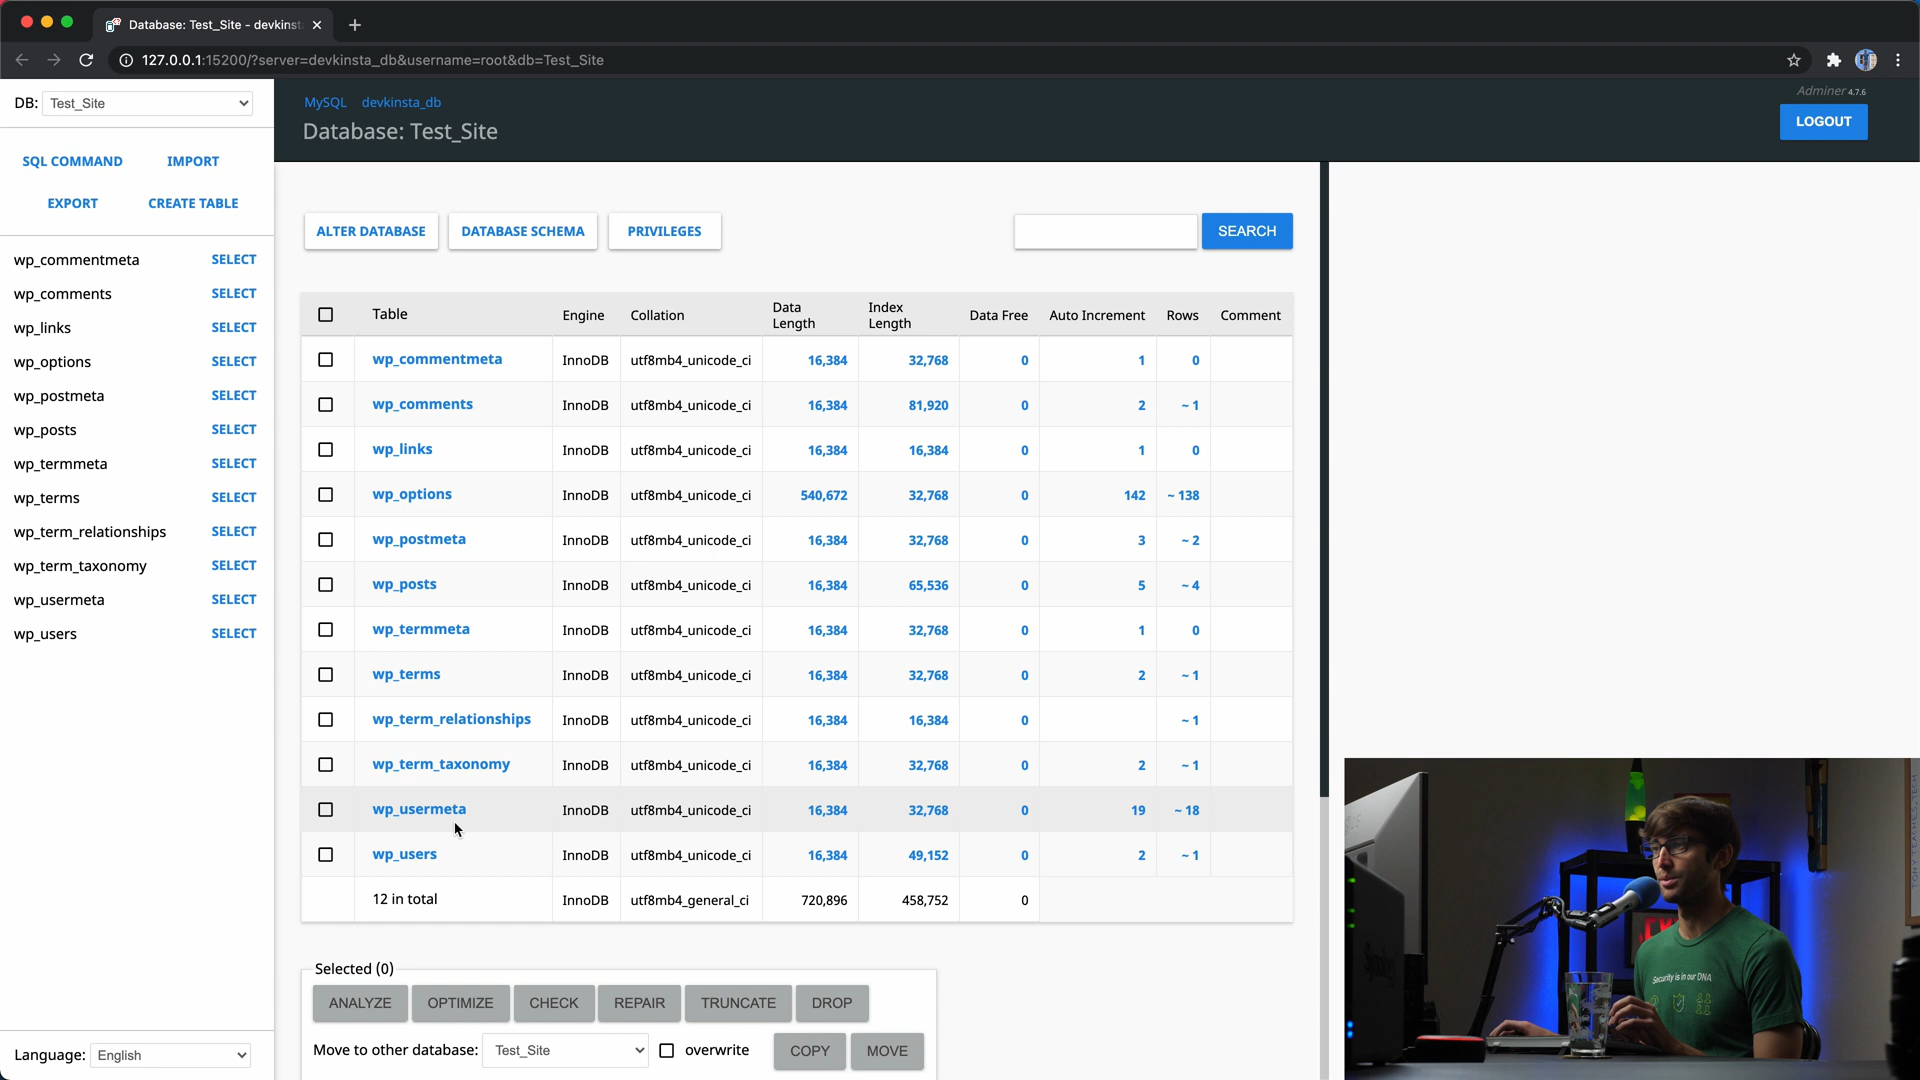 Database: Test_Site - devkinst
127.0.0.1:15200/?server=devkinsta_db&username=root&db=Test_Site
DB: Test_Site
SQL COMMAND IMPORT
EXPORT CREATE TABLE
wp_commentmeta SELECT
wp_comments SELECT
wp_links SELECT
wp_options SELECT
wp_postmeta SELECT
wp_posts SELECT
wp_termmeta SELECT
wp_terms SELECT
wp_term_relationships SELECT
wp_term_taxonomy SELECT
wp_usermeta SELECT
wp_users SELECT
Language: English
MySQL devkinsta_db
Database: Test_Site
Adminer 4.7.6
LOGOUT
ALTER DATABASE DATABASE SCHEMA PRIVILEGES SEARCH
Table Engine Collation Data Length Index Length Data Free Auto Increment Rows Comment
wp_commentmeta InnoDB utf8mb4_unicode_ci 16,384 32,768 0 1 0
wp_comments InnoDB utf8mb4_unicode_ci 16,384 81,920 0 2 ~ 1
wp_links InnoDB utf8mb4_unicode_ci 16,384 16,384 0 1 0
wp_options InnoDB utf8mb4_unicode_ci 540,672 32,768 0 142 ~ 138
wp_postmeta InnoDB utf8mb4_unicode_ci 16,384 32,768 0 3 ~ 2
wp_posts InnoDB utf8mb4_unicode_ci 16,384 65,536 0 5 ~ 4
wp_termmeta InnoDB utf8mb4_unicode_ci 16,384 32,768 0 1 0
wp_terms InnoDB utf8mb4_unicode_ci 16,384 32,768 0 2 ~ 1
wp_term_relationships InnoDB utf8mb4_unicode_ci 16,384 16,384 0 ~ 1
wp_term_taxonomy InnoDB utf8mb4_unicode_ci 16,384 32,768 0 2 ~ 1
wp_usermeta InnoDB utf8mb4_unicode_ci 16,384 32,768 0 19 ~ 18
wp_users InnoDB utf8mb4_unicode_ci 16,384 49,152 0 2 ~ 1
12 in total InnoDB utf8mb4_general_ci 720,896 458,752 0
Selected (0)
ANALYZE OPTIMIZE CHECK REPAIR TRUNCATE DROP
Move to other database: Test_Site overwrite COPY MOVE
Security is in our DNA